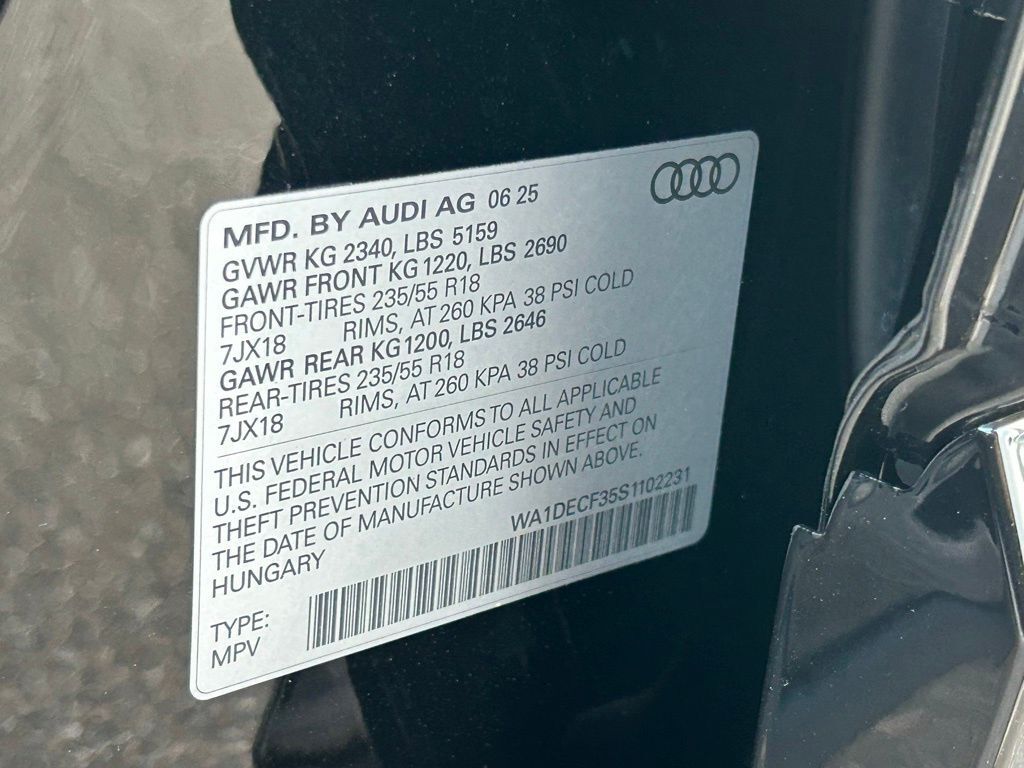 MFD. BY AUDI AG 06 25
GVWR KG 2340, LBS 5159
GAWR FRONT KG 1220, LBS 2690
FRONT-TIRES 235/55 R18
7JX18 RIMS, AT 260 KPA 38 PSI COLD
GAWR REAR KG1200, LBS 2646
REAR-TIRES 235/55 R18
7JX18 RIMS, AT 260 KPA 38 PSI COLD
THIS VEHICLE CONFORMS TO ALL APPLICABLE
U.S. FEDERAL MOTOR VEHICLE SAFETY AND
THEFT PREVENTION STANDARDS IN EFFECT ON
THE DATE OF MANUFACTURE SHOWN ABOVE.
HUNGARY WA1DECF35S1102231
TYPE:
MPV